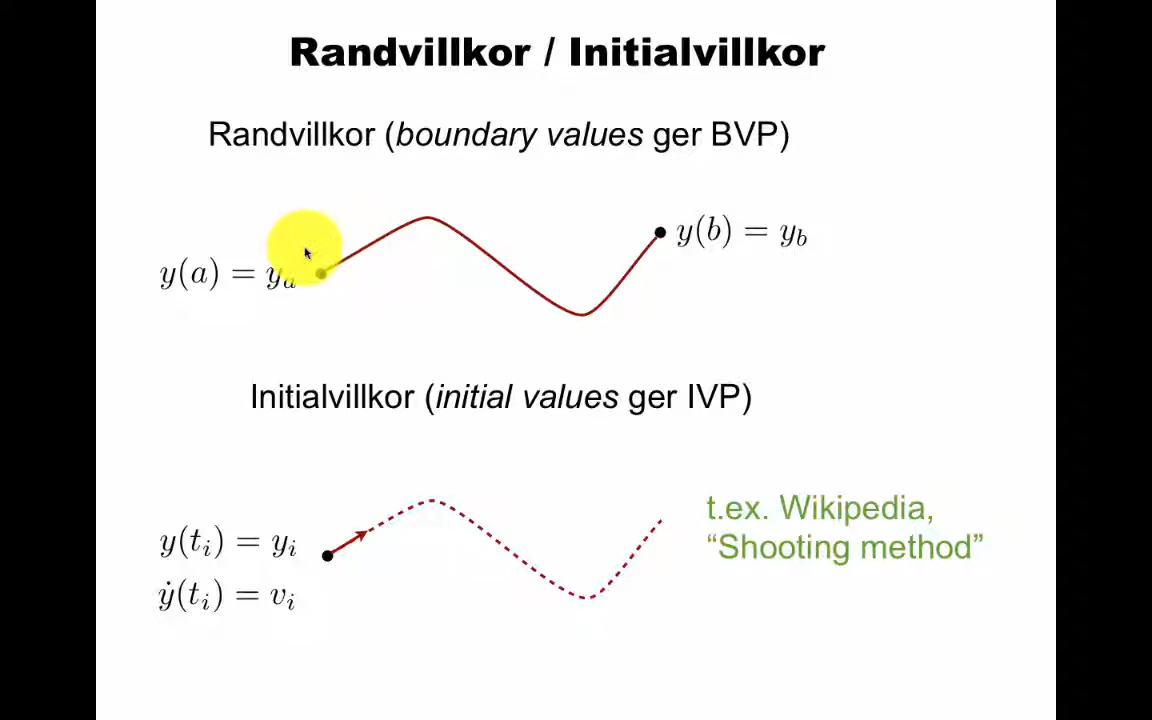 Randvillkor / Initialvillkor
Randvillkor (boundary values ger BVP)
y(b) = y_b
y(a) = y_a
Initialvillkor (initial values ger IVP)
t.ex. Wikipedia,
“Shooting method”
y(t_i) = y_i
ẏ(t_i) = v_i